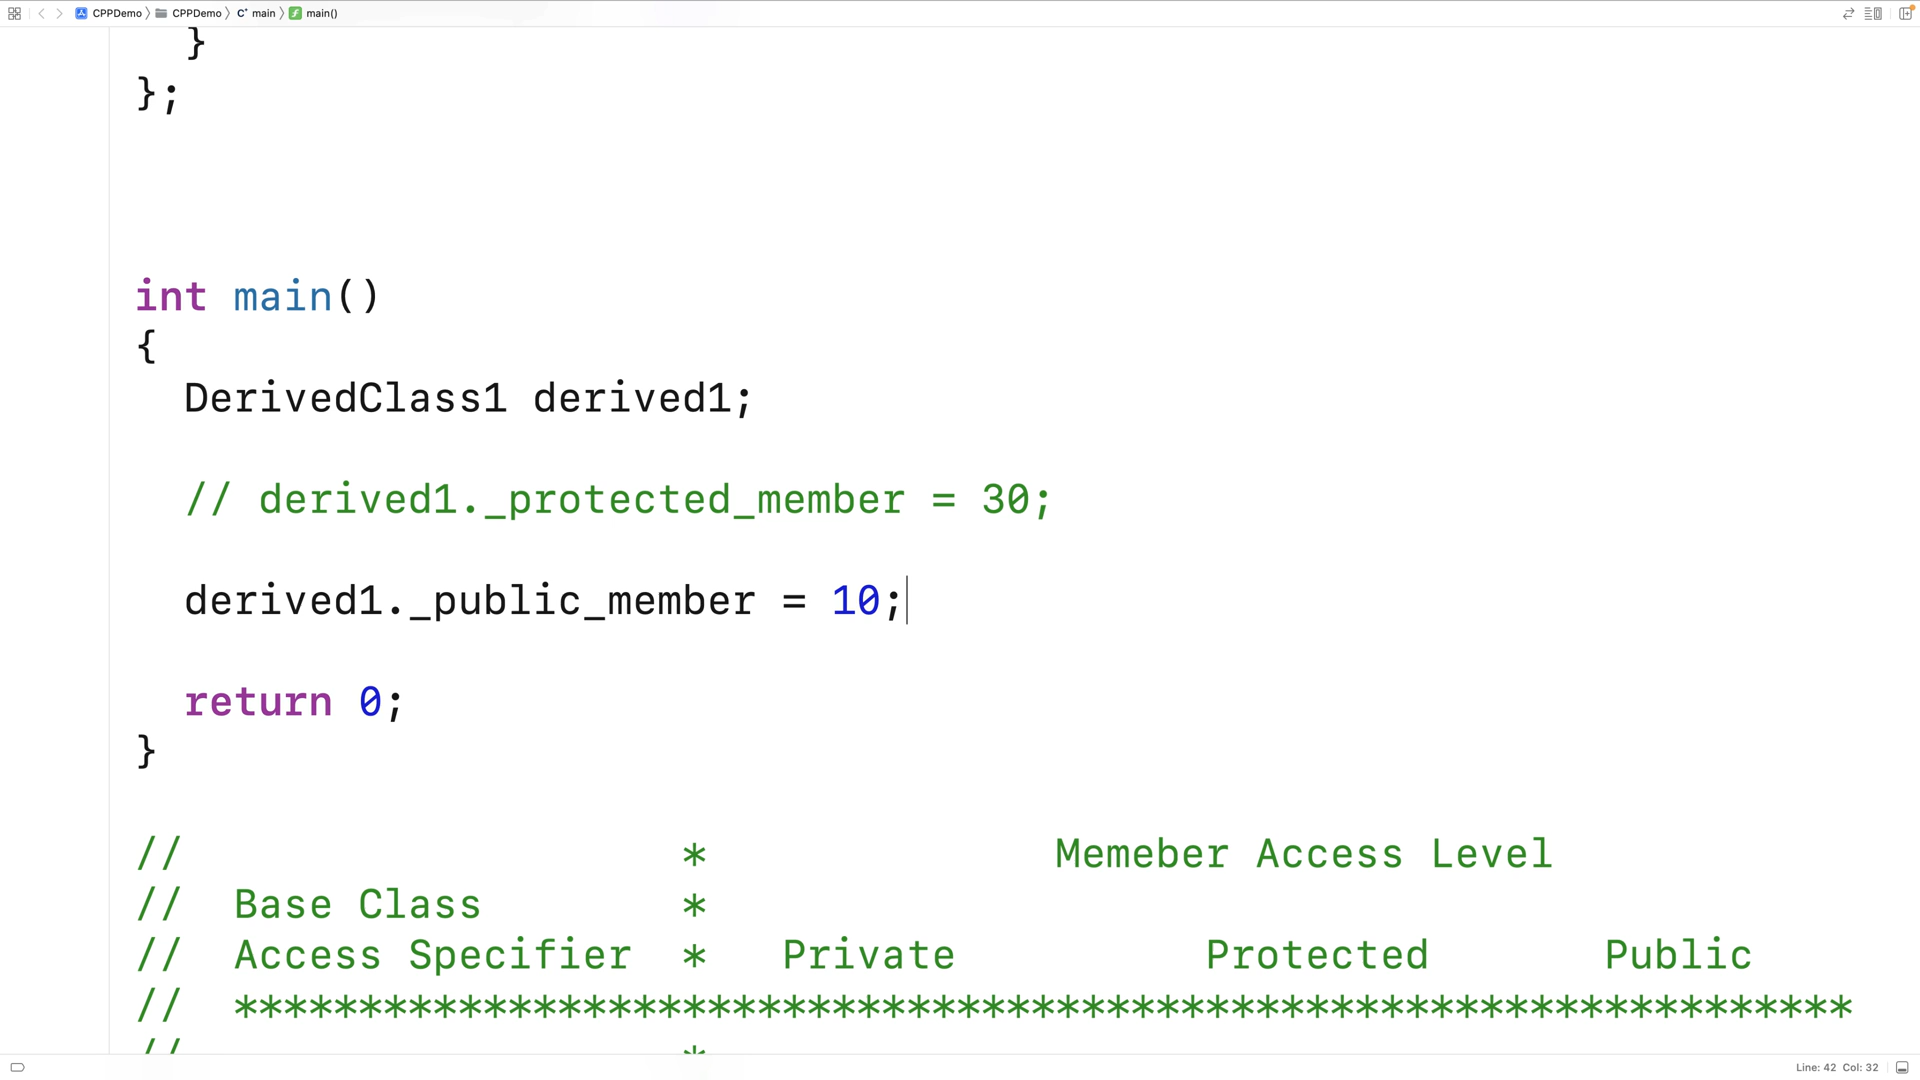 CPPDemo 〉 CPPDemo 〉 main 〉 main()
}
};
int main()
{
DerivedClass1 derived1;
// derived1._protected_member = 30;
derived1._public_member = 10;
return 0;
}
// * Memeber Access Level
// Base Class *
// Access Specifier * Private Protected Public
// *****************************************************************
// *
Line: 42 Col: 32